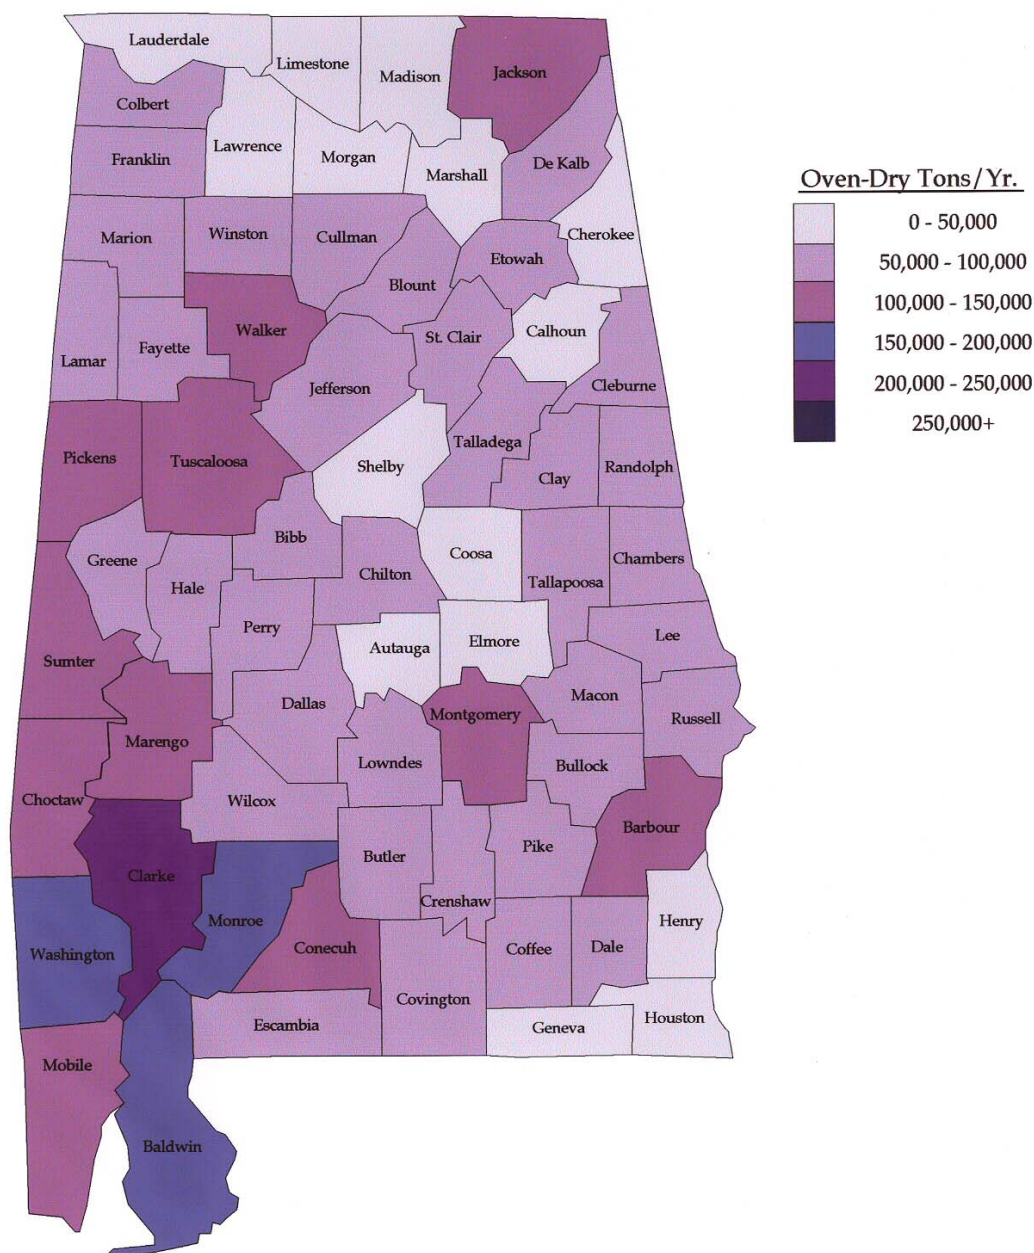 Lauderdale
Limestone
Madison
Jackson
Colbert
Lawrence
Morgan
Franklin
Marshall
De Kalb
Oven-Dry Tons/Yr.
0 - 50,000
50,000 - 100,000
100,000 - 150,000
150,000 - 200,000
200,000 - 250,000
250,000+
Marion
Winston
Cullman
Cherokee
Etowah
Blount
Walker
St. Clair
Calhoun
Lamar
Fayette
Jefferson
Cleburne
Talladega
Pickens
Tuscaloosa
Shelby
Clay
Randolph
Bibb
Coosa
Greene
Chambers
Hale
Chilton
Tallapoosa
Perry
Lee
Sumter
Autauga
Elmore
Macon
Dallas
Montgomery
Russell
Marengo
Lowndes
Bullock
Choctaw
Wilcox
Barbour
Butler
Pike
Clarke
Crenshaw
Monroe
Henry
Washington
Conecuh
Coffee
Dale
Covington
Escambia
Geneva
Houston
Mobile
Baldwin